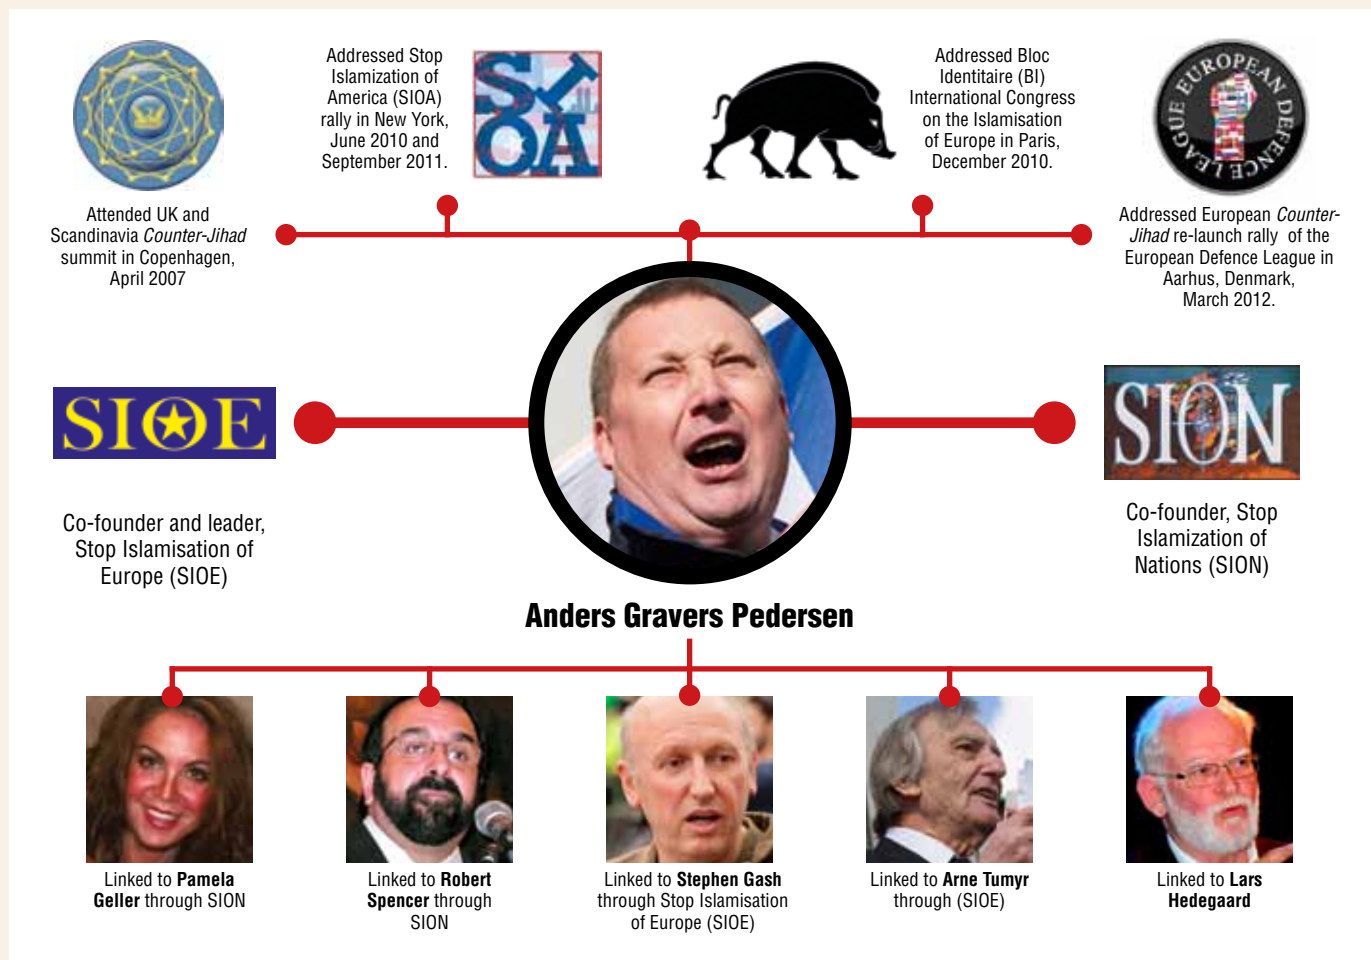 Attended UK and
Scandinavia Counter-Jihad
summit in Copenhagen,
April 2007
Addressed Stop
Islamization of
America (SIOA)
rally in New York,
June 2010 and
September 2011.
SI
OA
Addressed Bloc
Identitaire (BI)
International Congress
on the Islamisation
of Europe in Paris,
December 2010.
EUROPEAN DEFENCE LEAGUE
Addressed European Counter-
Jihad re-launch rally of the
European Defence League in
Aarhus, Denmark,
March 2012.
SIOE
Co-founder and leader,
Stop Islamisation of
Europe (SIOE)
SION
Co-founder, Stop
Islamization of
Nations (SION)
Anders Gravers Pedersen
Linked to Pamela
Geller through SION
Linked to Robert
Spencer through
SION
Linked to Stephen Gash
through Stop Islamisation
of Europe (SIOE)
Linked to Arne Tumyr
through (SIOE)
Linked to Lars
Hedegaard